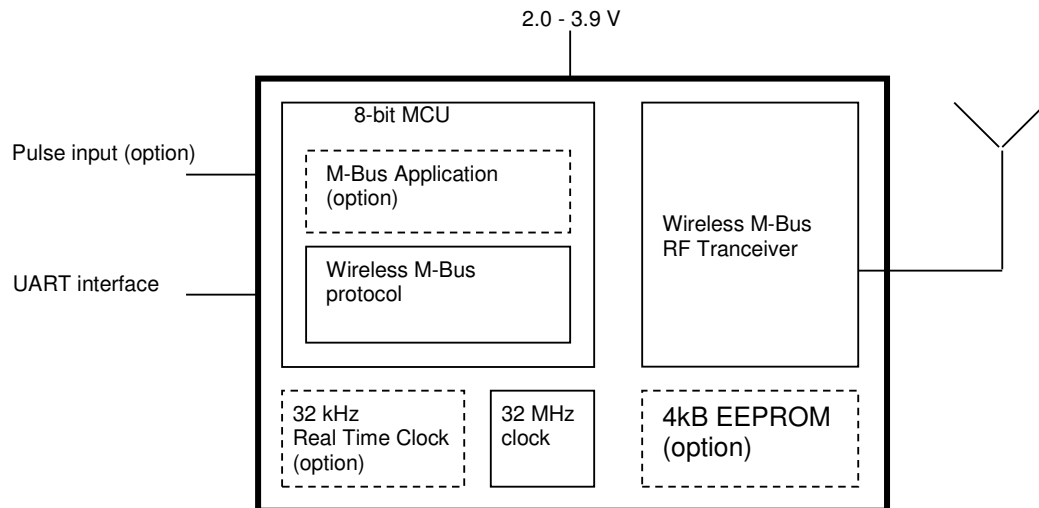 2.0 - 3.9 V
8-bit MCU
Pulse input (option)
M-Bus Application
(option)
Wireless M-Bus
RF Tranceiver
UART interface
Wireless M-Bus
protocol
32 kHz
Real Time Clock
(option)
32 MHz
clock
4kB EEPROM
(option)